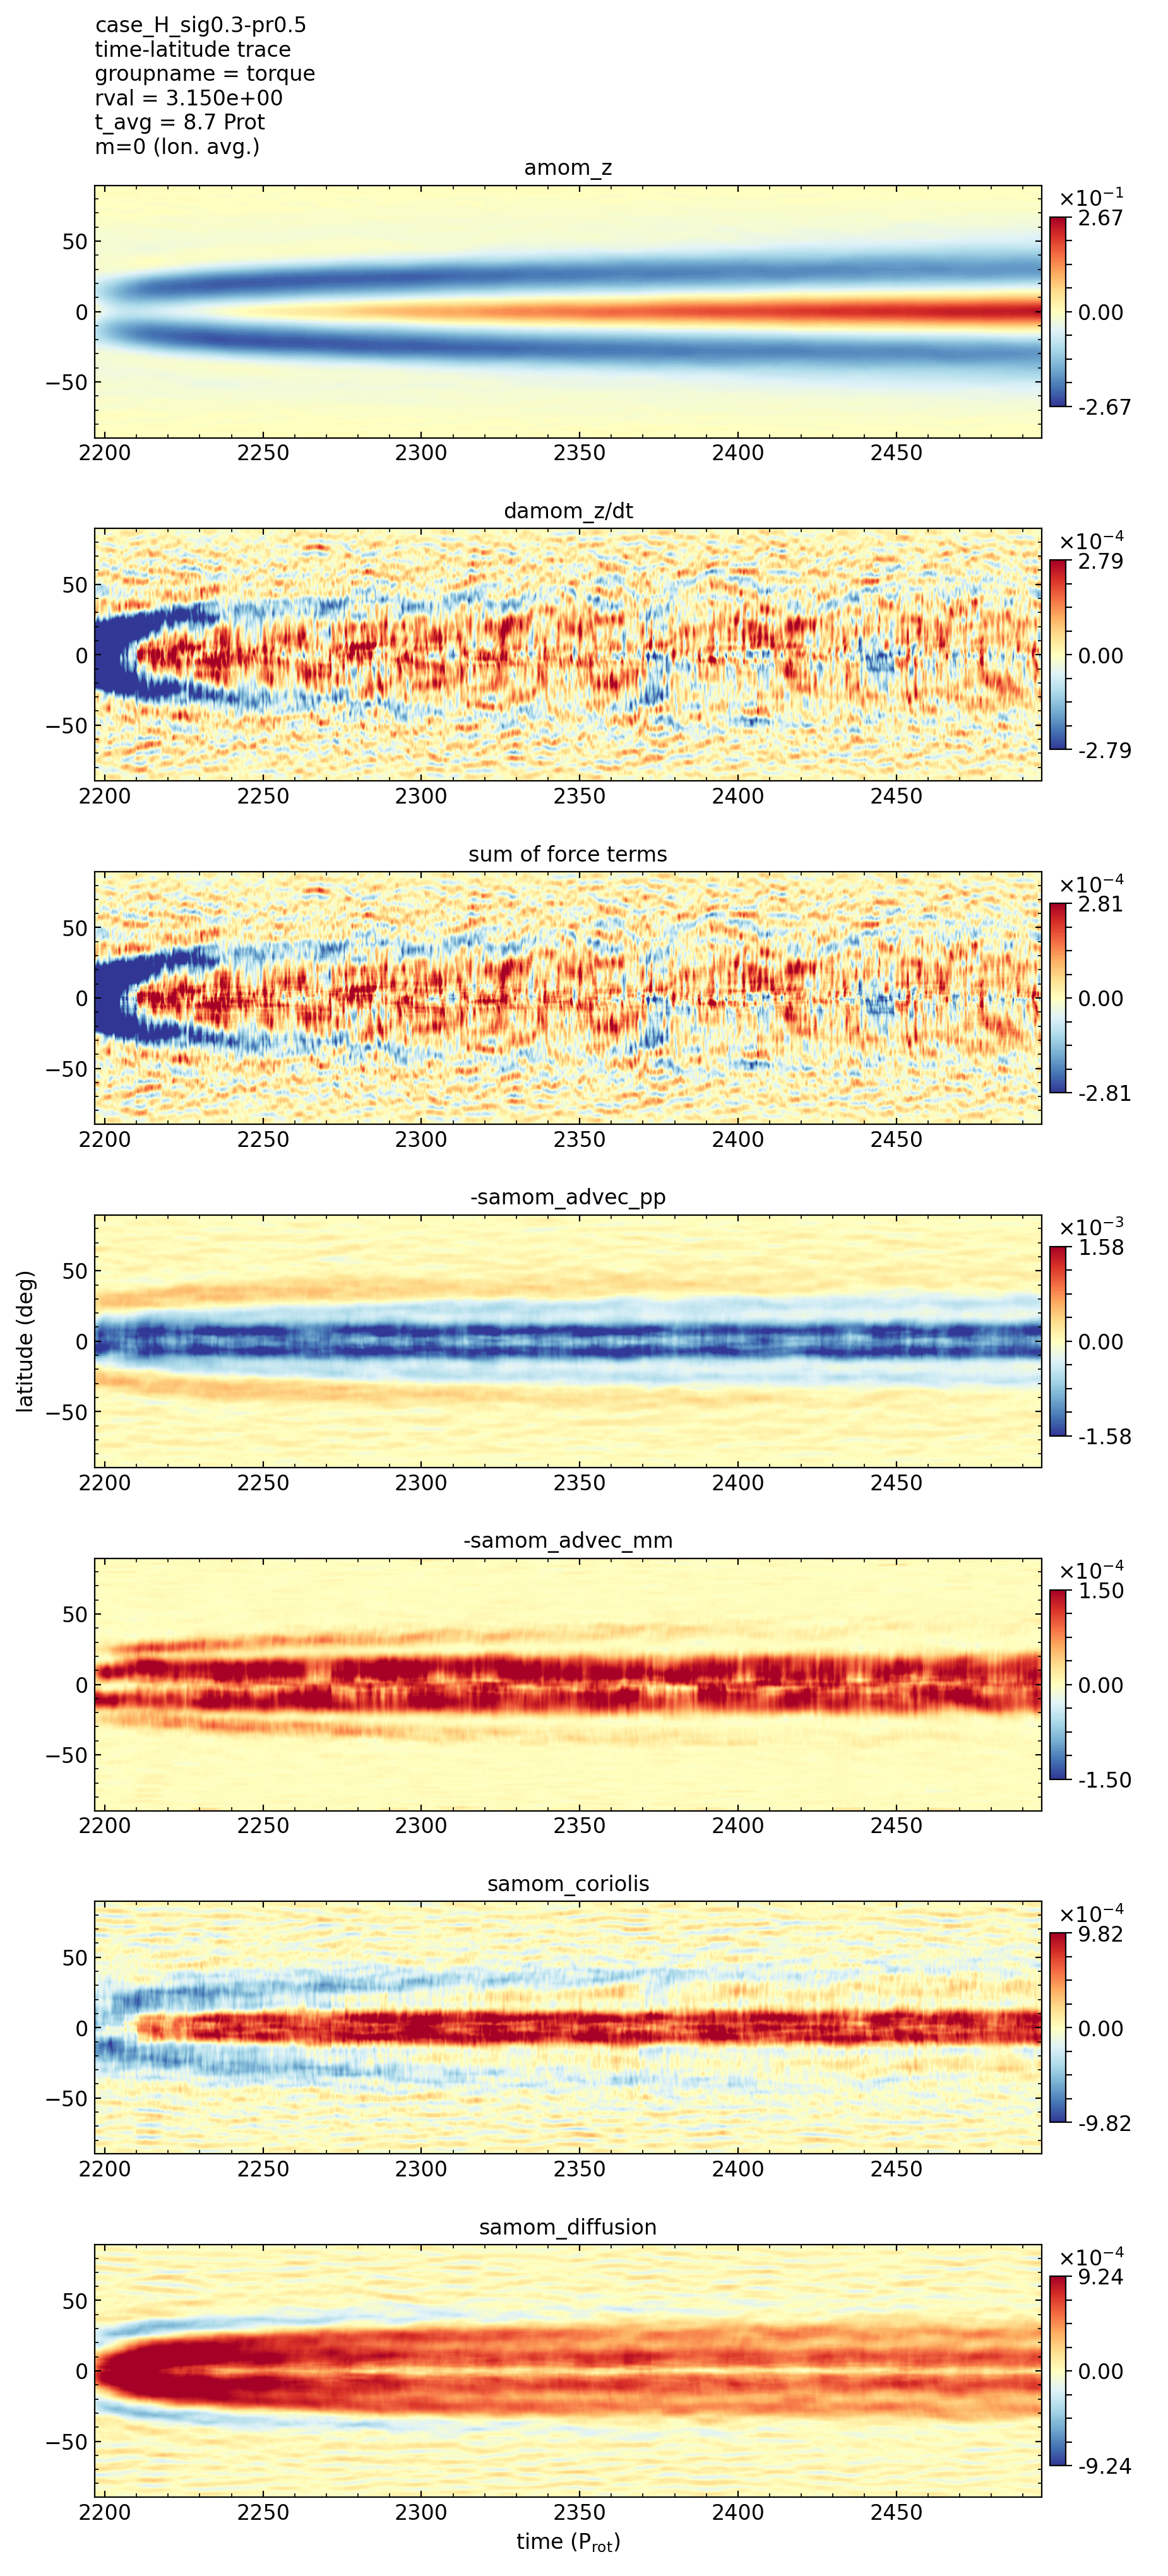 case_H_sig0.3-pr0.5
time-latitude trace
groupname = torque
rval = 3.150e+00
t_avg = 8.7 Prot
m=0 (lon. avg.)
amom_z
×10⁻¹
2.67
0.00
-2.67
50
0
−50
2200 2250 2300 2350 2400 2450
damom_z/dt
×10⁻⁴
2.79
0.00
-2.79
50
0
−50
2200 2250 2300 2350 2400 2450
sum of force terms
×10⁻⁴
2.81
0.00
-2.81
50
0
−50
2200 2250 2300 2350 2400 2450
-samom_advec_pp
×10⁻³
1.58
0.00
-1.58
50
0
−50
latitude (deg)
2200 2250 2300 2350 2400 2450
-samom_advec_mm
×10⁻⁴
1.50
0.00
-1.50
50
0
−50
2200 2250 2300 2350 2400 2450
samom_coriolis
×10⁻⁴
9.82
0.00
-9.82
50
0
−50
2200 2250 2300 2350 2400 2450
samom_diffusion
×10⁻⁴
9.24
0.00
-9.24
50
0
−50
2200 2250 2300 2350 2400 2450
time (P_rot)